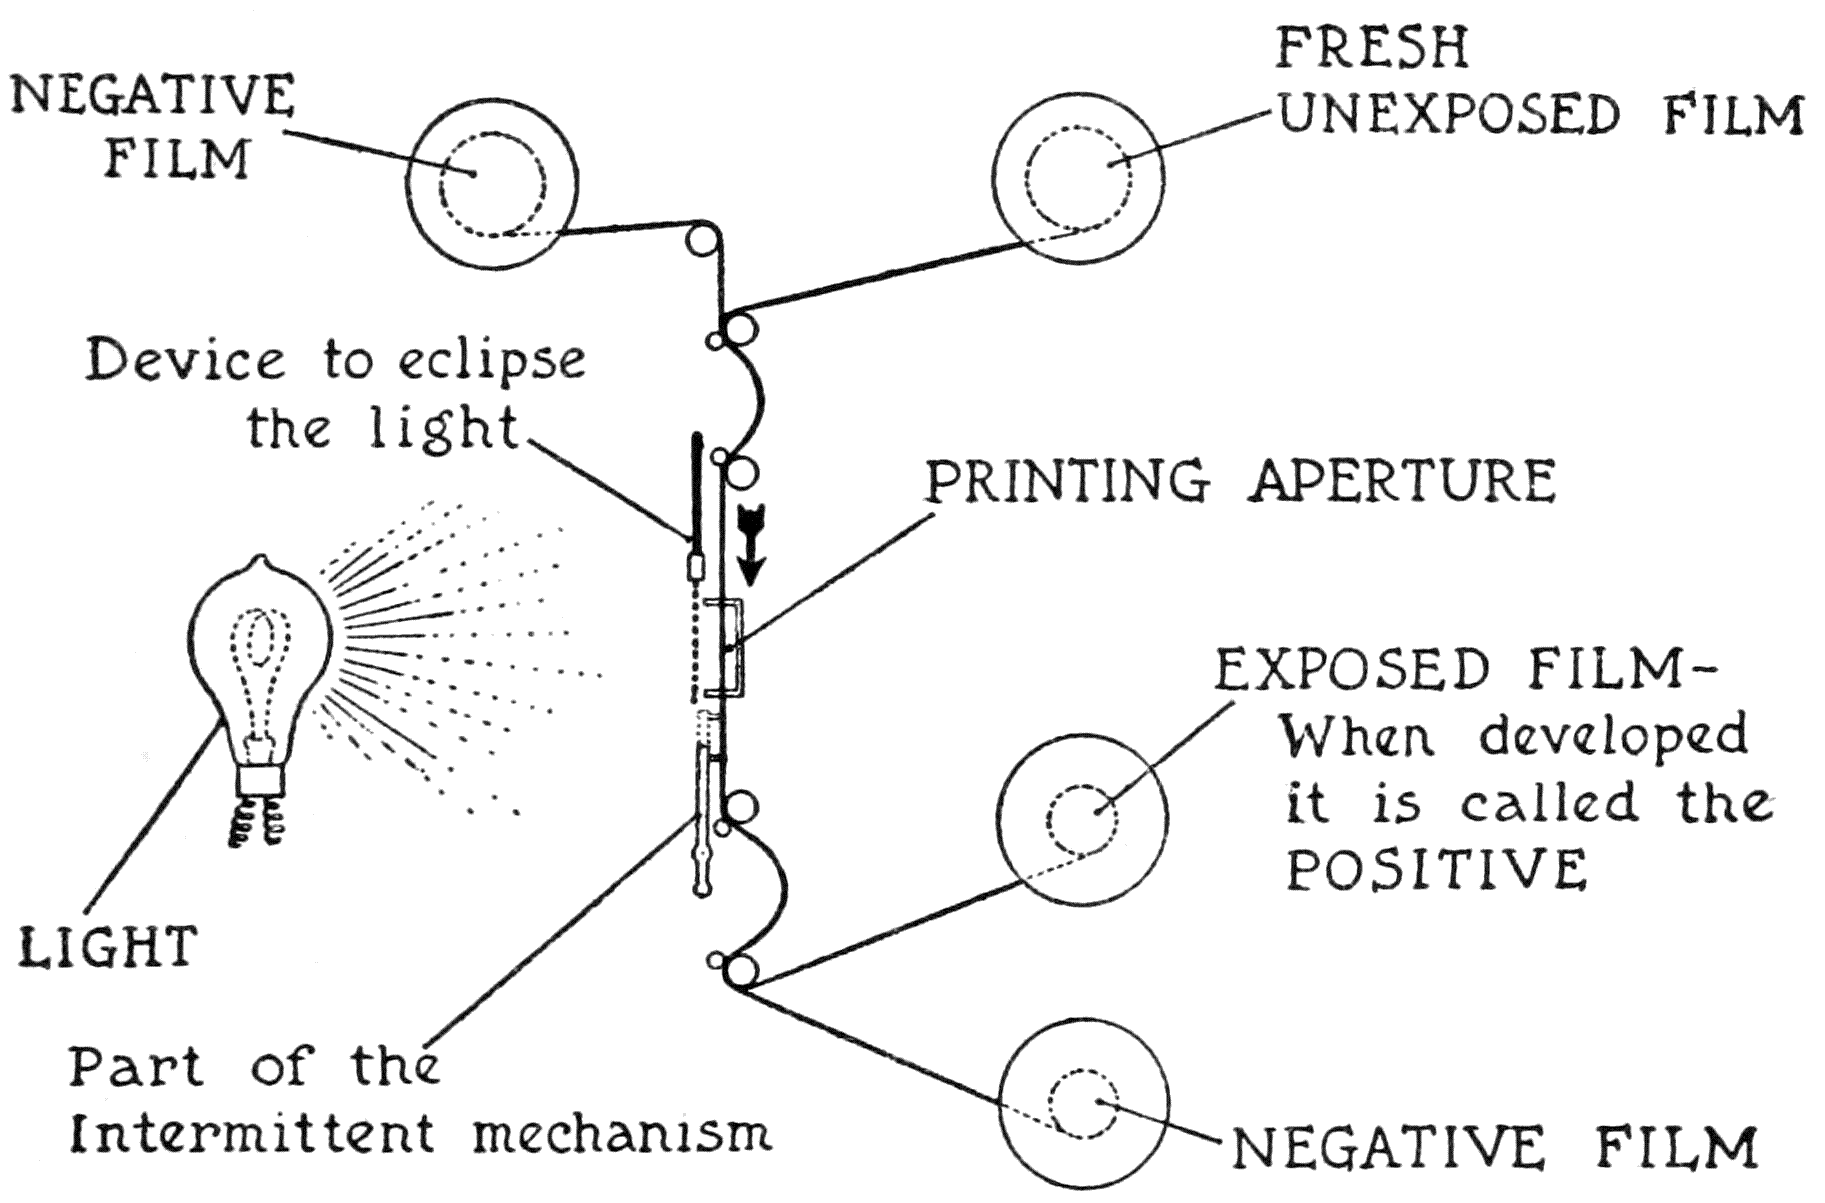 NEGATIVE
FILM
FRESH
UNEXPOSED FILM
Device to eclipse
the light
PRINTING APERTURE
EXPOSED FILM-
When developed
it is called the
POSITIVE
LIGHT
Part of the
Intermittent mechanism
NEGATIVE FILM